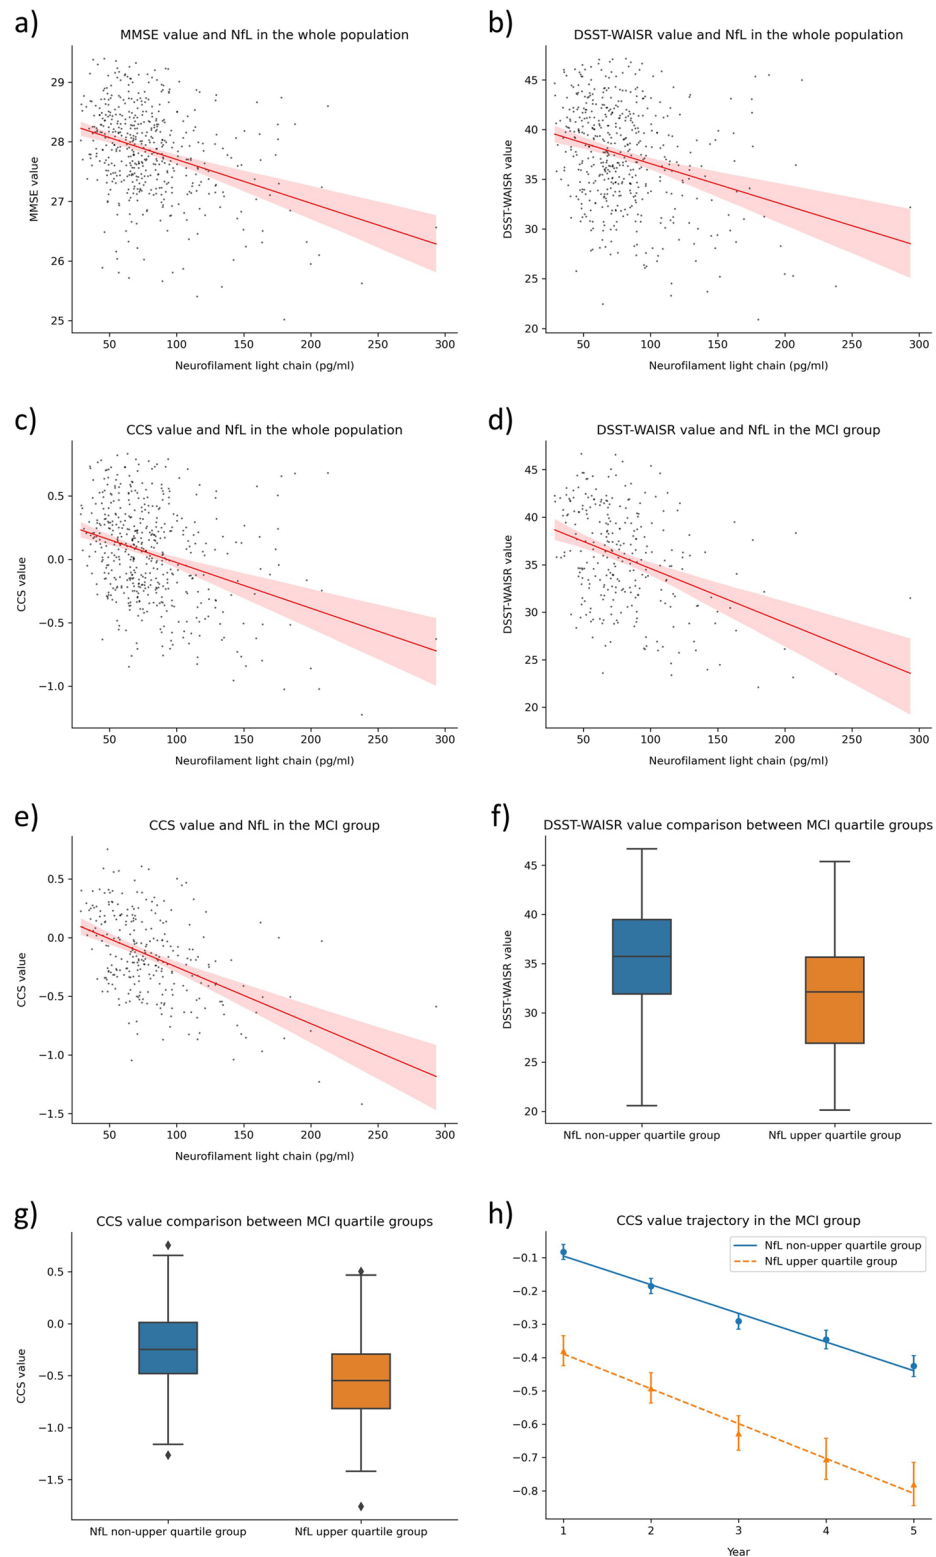 a)
MMSE value and NfL in the whole population
MMSE value
29
28
27
26
25
50 100 150 200 250 300
Neurofilament light chain (pg/ml)
b)
DSST-WAISR value and NfL in the whole population
DSST-WAISR value
45
40
35
30
25
20
50 100 150 200 250 300
Neurofilament light chain (pg/ml)
c)
CCS value and NfL in the whole population
CCS value
0.5
0.0
−0.5
−1.0
50 100 150 200 250 300
Neurofilament light chain (pg/ml)
d)
DSST-WAISR value and NfL in the MCI group
DSST-WAISR value
45
40
35
30
25
20
50 100 150 200 250 300
Neurofilament light chain (pg/ml)
e)
CCS value and NfL in the MCI group
CCS value
0.5
0.0
−0.5
−1.0
−1.5
50 100 150 200 250 300
Neurofilament light chain (pg/ml)
f)
DSST-WAISR value comparison between MCI quartile groups
DSST-WAISR value
45
40
35
30
25
20
NfL non-upper quartile group NfL upper quartile group
g)
CCS value comparison between MCI quartile groups
CCS value
0.5
0.0
−0.5
−1.0
−1.5
NfL non-upper quartile group NfL upper quartile group
h)
CCS value trajectory in the MCI group
NfL non-upper quartile group
NfL upper quartile group
−0.1
−0.2
−0.3
−0.4
−0.5
−0.6
−0.7
−0.8
1 2 3 4 5
Year